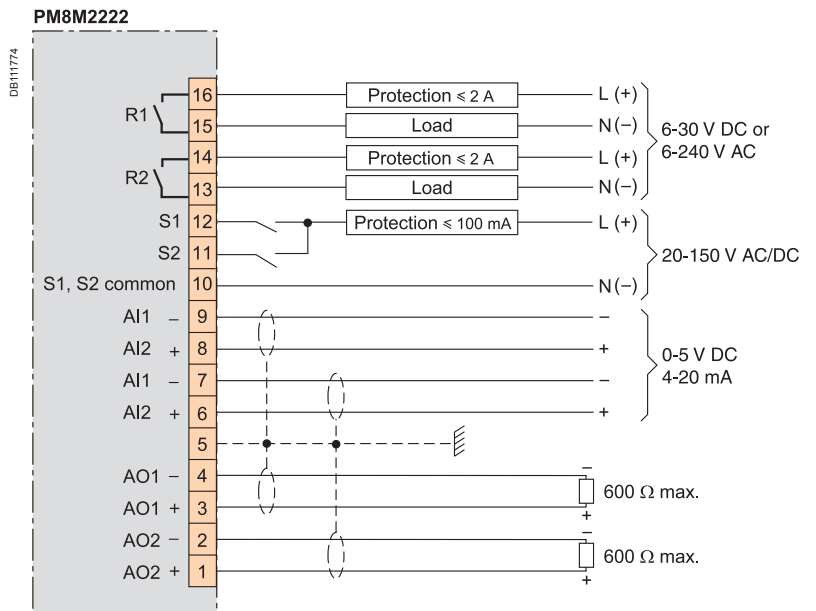 PM8M2222
DB111774
R1
16
Protection ≤ 2 A
L (+)
15
Load
N (–)
6-30 V DC or
6-240 V AC
R2
14
Protection ≤ 2 A
L (+)
13
Load
N (–)
S1
12
Protection ≤ 100 mA
L (+)
S2
11
20-150 V AC/DC
S1, S2 common
10
N (–)
AI1 –
9
–
AI2 +
8
+
0-5 V DC
4-20 mA
AI1 –
7
–
AI2 +
6
+
5
AO1 –
4
–
600 Ω max.
AO1 +
3
+
AO2 –
2
–
600 Ω max.
AO2 +
1
+